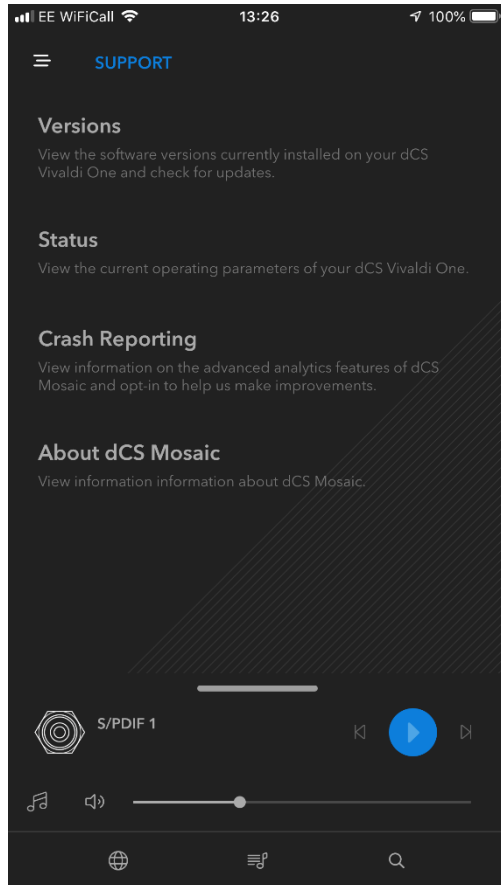 EE WiFiCall 13:26 100%
SUPPORT
Versions
View the software versions currently installed on your dCS
Vivaldi One and check for updates.
Status
View the current operating parameters of your dCS Vivaldi One.
Crash Reporting
View information on the advanced analytics features of dCS
Mosaic and opt-in to help us make improvements.
About dCS Mosaic
View information information about dCS Mosaic.
S/PDIF 1